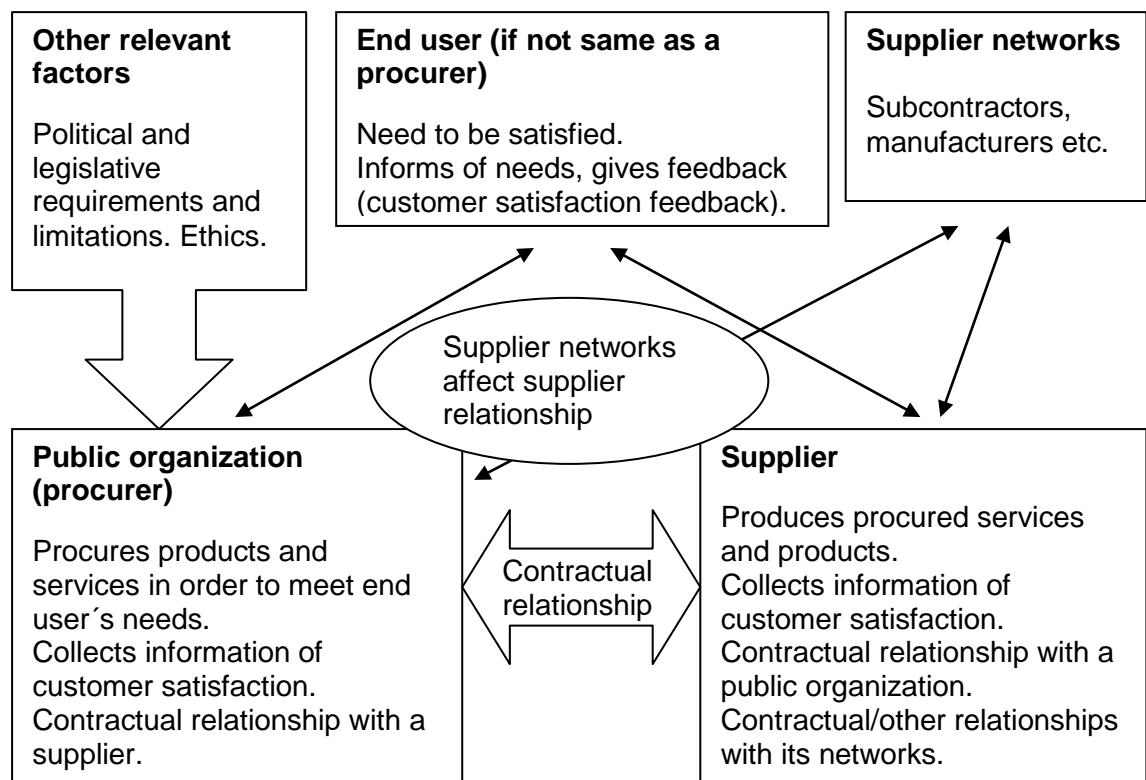 Other relevant
factors
Political and
legislative
requirements and
limitations. Ethics.
End user (if not same as a
procurer)
Need to be satisfied.
Informs of needs, gives feedback
(customer satisfaction feedback).
Supplier networks
Subcontractors,
manufacturers etc.
Supplier networks
affect supplier
relationship
Public organization
(procurer)
Procures products and
services in order to meet end
user´s needs.
Collects information of
customer satisfaction.
Contractual relationship with a
supplier.
Contractual
relationship
Supplier
Produces procured services
and products.
Collects information of
customer satisfaction.
Contractual relationship with a
public organization.
Contractual/other relationships
with its networks.